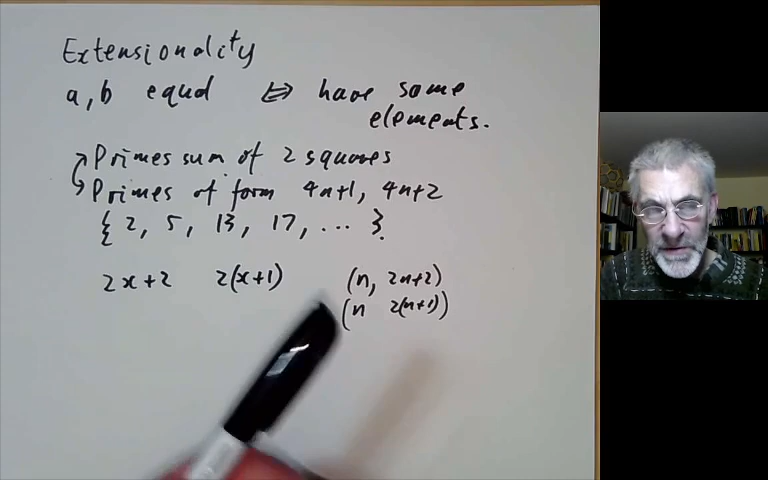 Extensionality
a, b equal ⇔ have same
elements.
Primes sum of 2 squares
Primes of form 4n+1, 4n+2
{ 2, 5, 13, 17, ... }.
2x+2 2(x+1) (n, 2n+2)
(n 2(n+1))